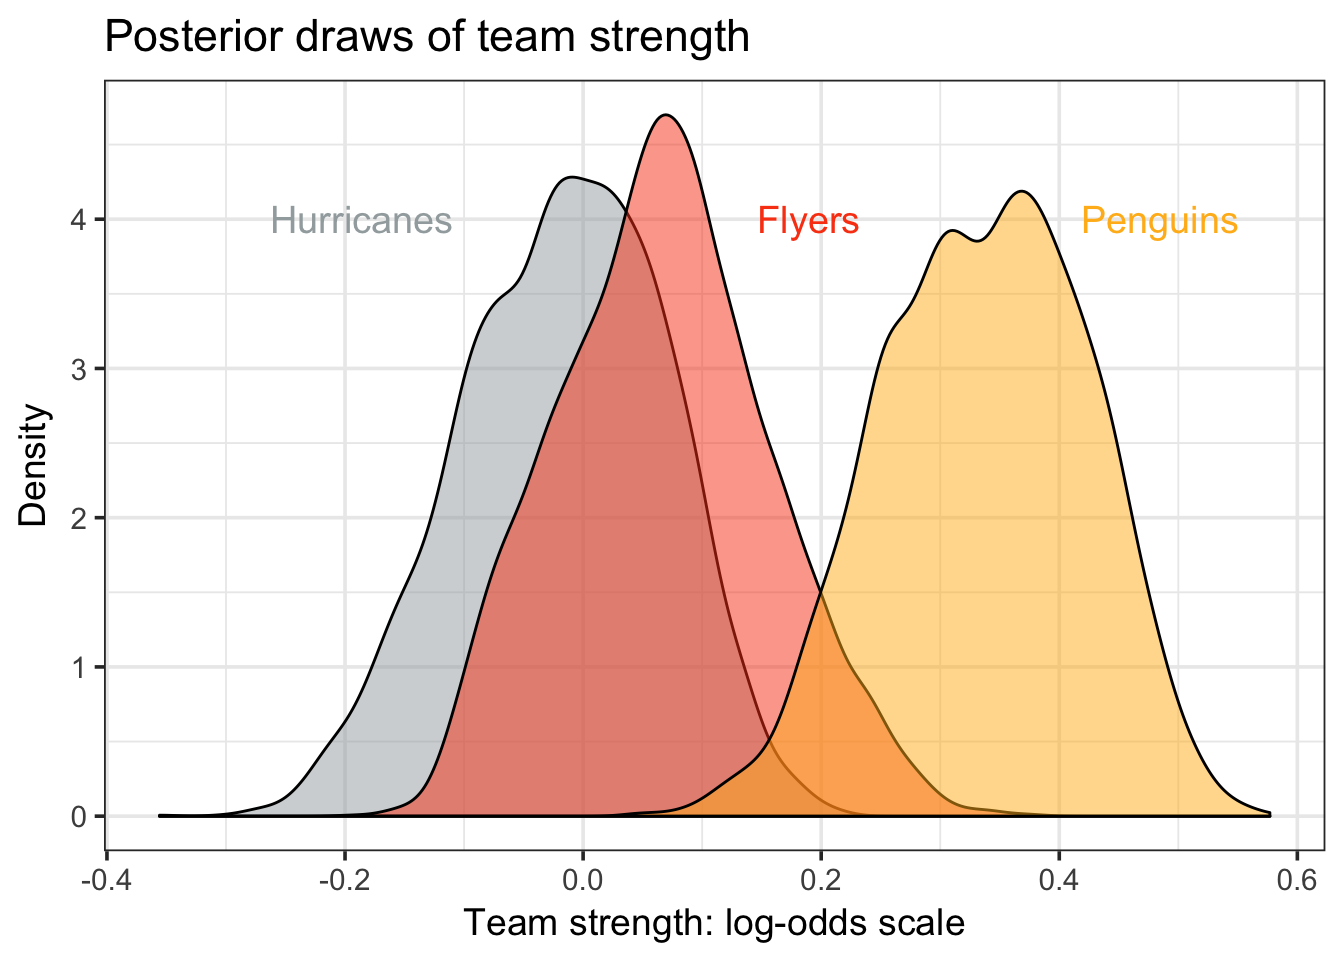 Posterior draws of team strength
Hurricanes
Flyers
Penguins
Density
4
3
2
1
0
-0.4
-0.2
0.0
0.2
0.4
0.6
Team strength: log-odds scale